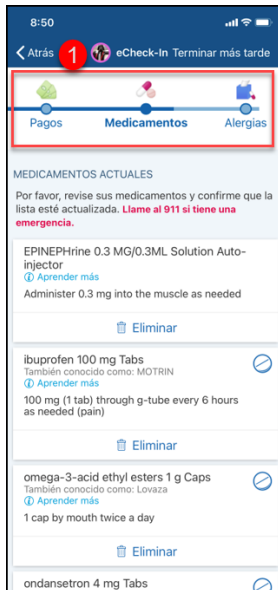 8:50
Atrás 1 eCheck-In Terminar más tarde
Pagos Medicamentos Alergias
MEDICAMENTOS ACTUALES
Por favor, revise sus medicamentos y confirme que la
lista esté actualizada. Llame al 911 si tiene una
emergencia.
EPINEPHrine 0.3 MG/0.3ML Solution Auto-
injector
Aprender más
Administer 0.3 mg into the muscle as needed
Eliminar
ibuprofen 100 mg Tabs
También conocido como: MOTRIN
Aprender más
100 mg (1 tab) through g-tube every 6 hours
as needed (pain)
Eliminar
omega-3-acid ethyl esters 1 g Caps
También conocido como: Lovaza
Aprender más
1 cap by mouth twice a day
Eliminar
ondansetron 4 mg Tabs